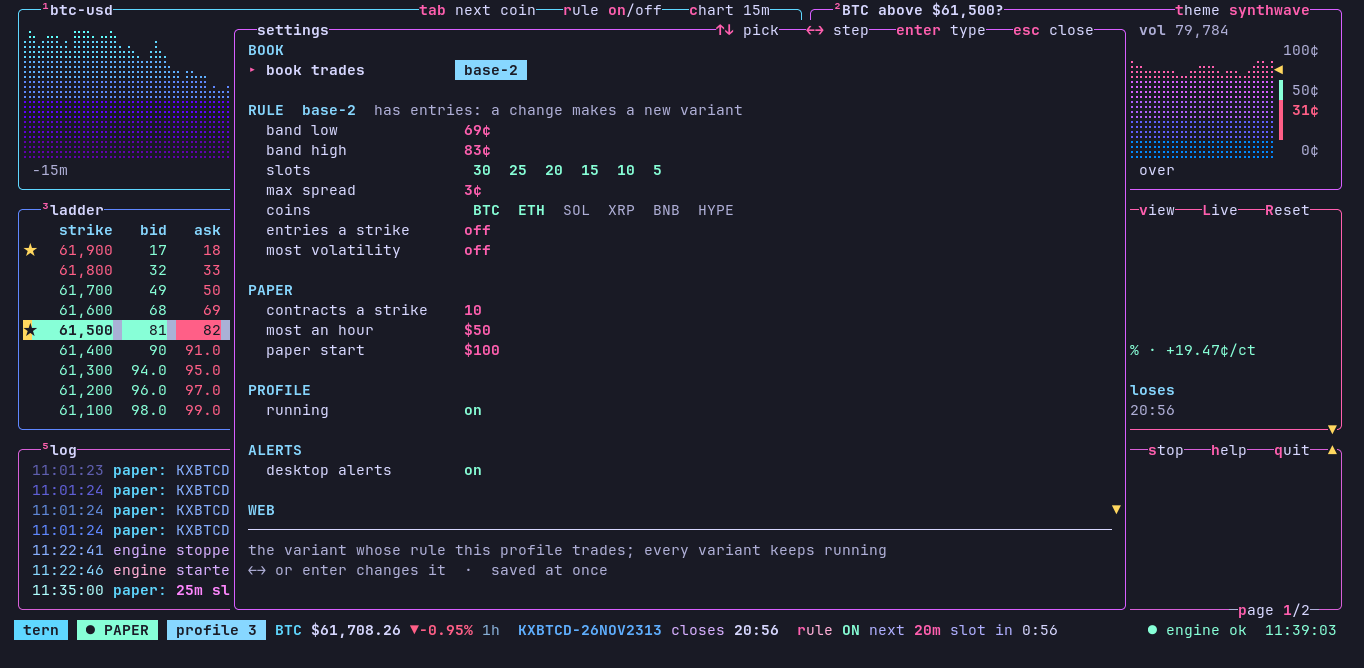 ¹btc-usd tab next coin rule on/off chart 15m ²BTC above $61,500? theme synthwave
settings ↑↓ pick ↔ step enter type esc close vol 79,784
BOOK 100¢
▸ book trades base-2 ◀
50¢
RULE base-2 has entries: a change makes a new variant 31¢
band low 69¢
band high 83¢ 0¢
-15m slots 30 25 20 15 10 5 over
max spread 3¢
³ladder coins BTC ETH SOL XRP BNB HYPE view Live Reset
strike bid ask entries a strike off
★ 61,900 17 18 most volatility off
61,800 32 33
61,700 49 50 PAPER
61,600 68 69 contracts a strike 10
★ 61,500 81 82 most an hour $50
61,400 90 91.0 paper start $100 % · +19.47¢/ct
61,300 94.0 95.0
61,200 96.0 97.0 PROFILE loses
61,100 98.0 99.0 running on 20:56
▼
⁵log ALERTS stop help quit ▲
11:01:23 paper: KXBTCD desktop alerts on
11:01:24 paper: KXBTCD
11:01:24 paper: KXBTCD WEB ▼
11:01:24 paper: KXBTCD
11:22:41 engine stoppe the variant whose rule this profile trades; every variant keeps running
11:22:46 engine starte ↔ or enter changes it · saved at once
11:35:00 paper: 25m sl
page 1/2
tern ● PAPER profile 3 BTC $61,708.26 ▼-0.95% 1h KXBTCD-26NOV2313 closes 20:56 rule ON next 20m slot in 0:56 ● engine ok 11:39:03